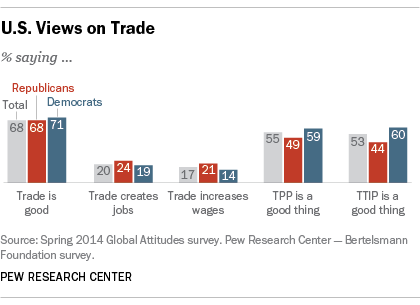 U.S. Views on Trade
% saying ...
Republicans
Total Democrats
68 68 71
20 24 19
17 21 14
55 49 59
53 44 60
Trade is good
Trade creates jobs
Trade increases wages
TPP is a good thing
TTIP is a good thing
Source: Spring 2014 Global Attitudes survey. Pew Research Center — Bertelsmann
Foundation survey.
PEW RESEARCH CENTER